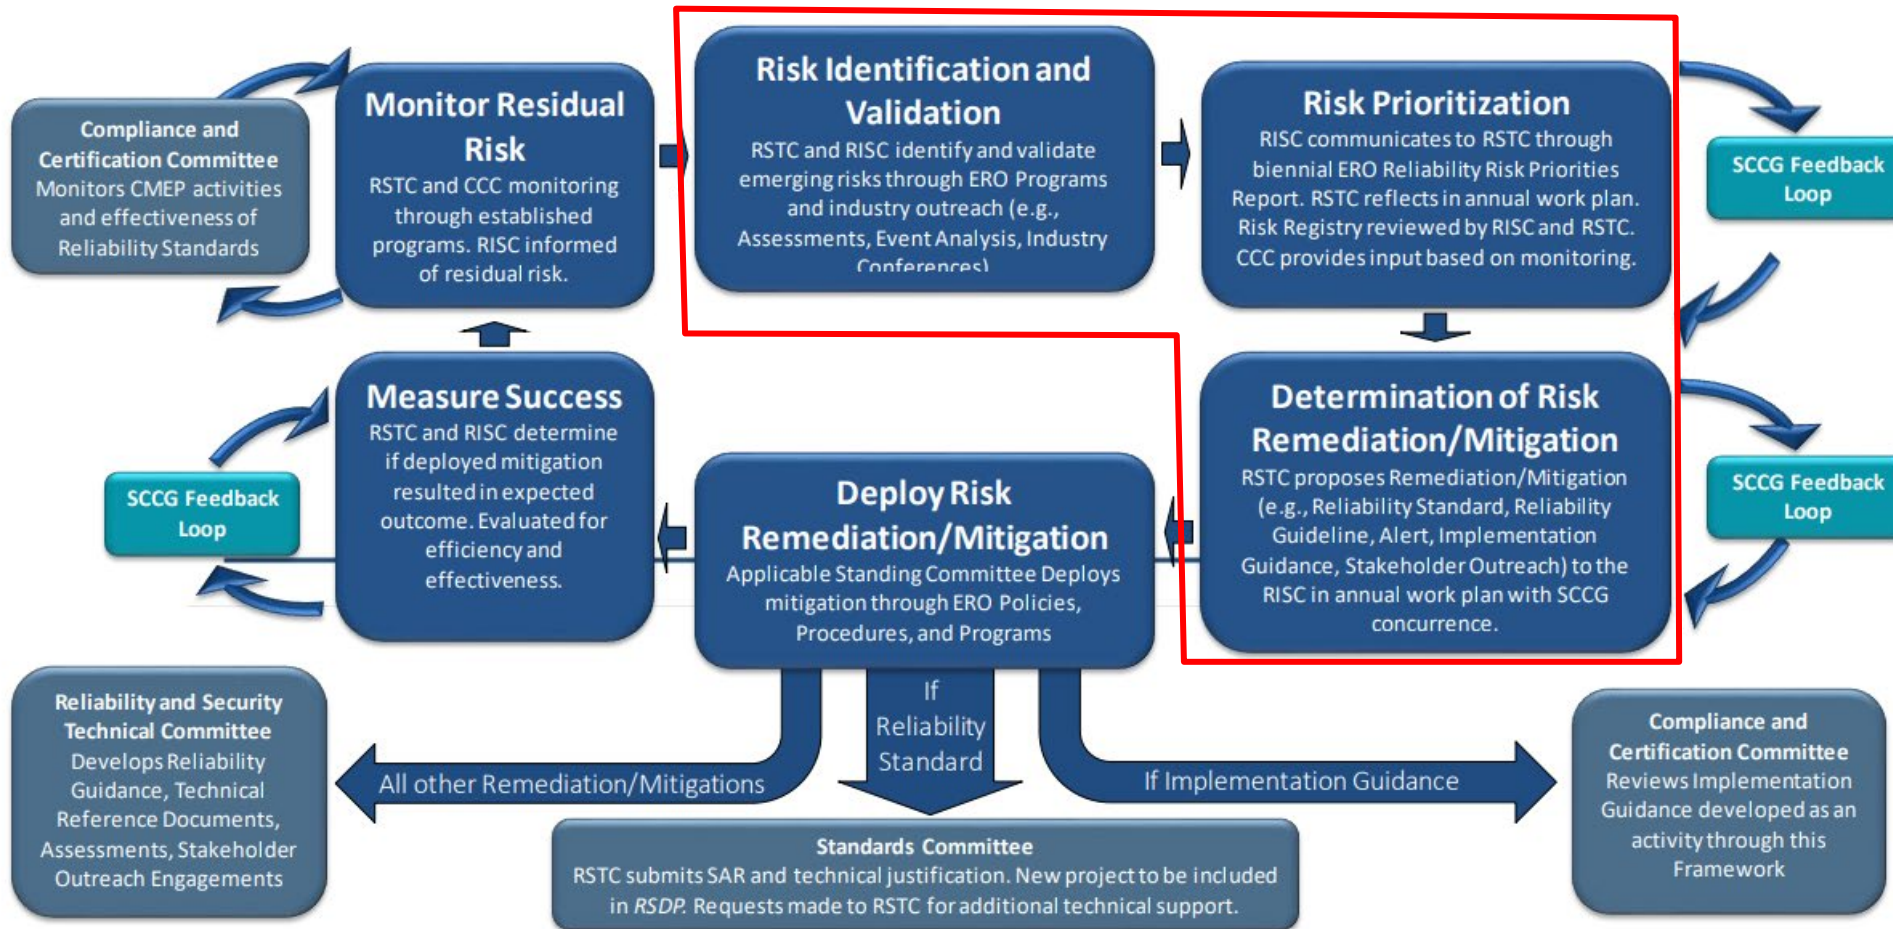 Compliance and
Certification Committee
Monitors CMEP activities
and effectiveness of
Reliability Standards
Monitor Residual
Risk
RSTC and CCC monitoring
through established
programs. RISC informed
of residual risk.
Risk Identification and
Validation
RSTC and RISC identify and validate
emerging risks through ERO Programs
and industry outreach (e.g.,
Assessments, Event Analysis, Industry
Conferences)
Risk Prioritization
RISC communicates to RSTC through
biennial ERO Reliability Risk Priorities
Report. RSTC reflects in annual work plan.
Risk Registry reviewed by RISC and RSTC.
CCC provides input based on monitoring.
SCCG Feedback
Loop
SCCG Feedback
Loop
Measure Success
RSTC and RISC determine
if deployed mitigation
resulted in expected
outcome. Evaluated for
efficiency and
effectiveness.
Deploy Risk
Remediation/Mitigation
Applicable Standing Committee Deploys
mitigation through ERO Policies,
Procedures, and Programs
Determination of Risk
Remediation/Mitigation
RSTC proposes Remediation/Mitigation
(e.g., Reliability Standard, Reliability
Guideline, Alert, Implementation
Guidance, Stakeholder Outreach) to the
RISC in annual work plan with SCCG
concurrence.
SCCG Feedback
Loop
Reliability and Security
Technical Committee
Develops Reliability
Guidance, Technical
Reference Documents,
Assessments, Stakeholder
Outreach Engagements
All other Remediation/Mitigations
If
Reliability
Standard
If Implementation Guidance
Standards Committee
RSTC submits SAR and technical justification. New project to be included
in RSDP. Requests made to RSTC for additional technical support.
Compliance and
Certification Committee
Reviews Implementation
Guidance developed as an
activity through this
Framework